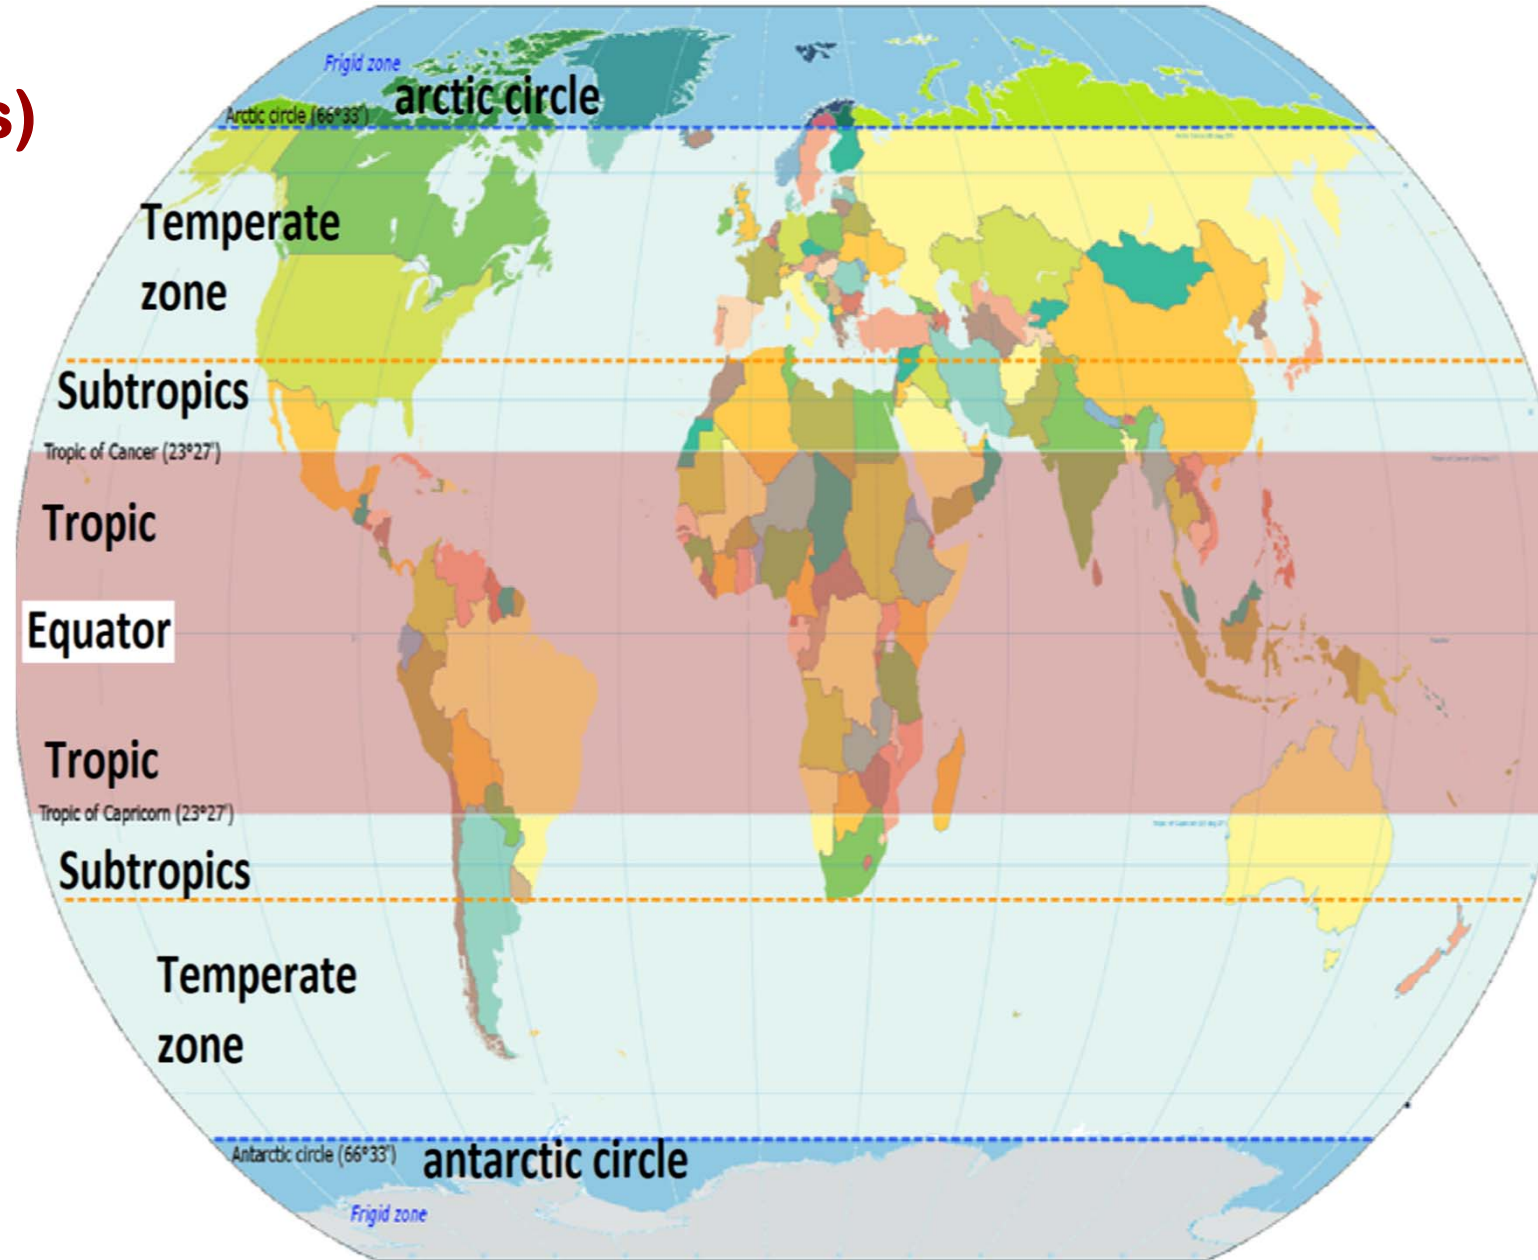 s)
Frigid zone
arctic circle
Arctic circle (66°33')
Temperate
zone
Subtropics
Tropic of Cancer (23°27')
Tropic
Equator
Tropic
Tropic of Capricorn (23°27')
Subtropics
Temperate
zone
Antarctic circle (66°33')
antarctic circle
Frigid zone